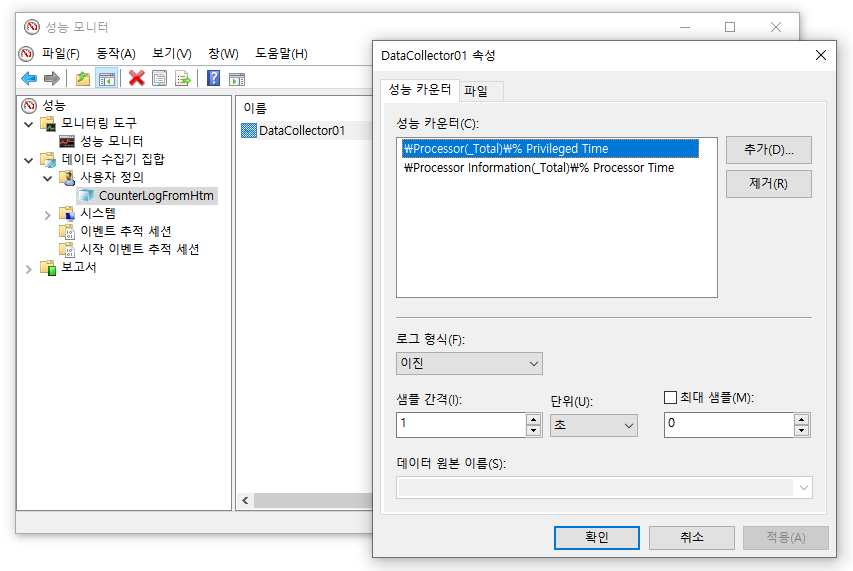 성능 모니터
파일(F) 동작(A) 보기(V) 창(W) 도움말(H)
성능
모니터링 도구
성능 모니터
데이터 수집기 집합
사용자 정의
CounterLogFromHtm
시스템
이벤트 추적 세션
시작 이벤트 추적 세션
보고서
이름
DataCollector01
DataCollector01 속성
성능 카운터 파일
성능 카운터(C):
₩Processor(_Total)₩% Privileged Time
₩Processor Information(_Total)₩% Processor Time
추가(D)...
제거(R)
로그 형식(F):
이진
샘플 간격(I): 단위(U): 최대 샘플(M):
1 초 0
데이터 원본 이름(S):
확인 취소 적용(A)